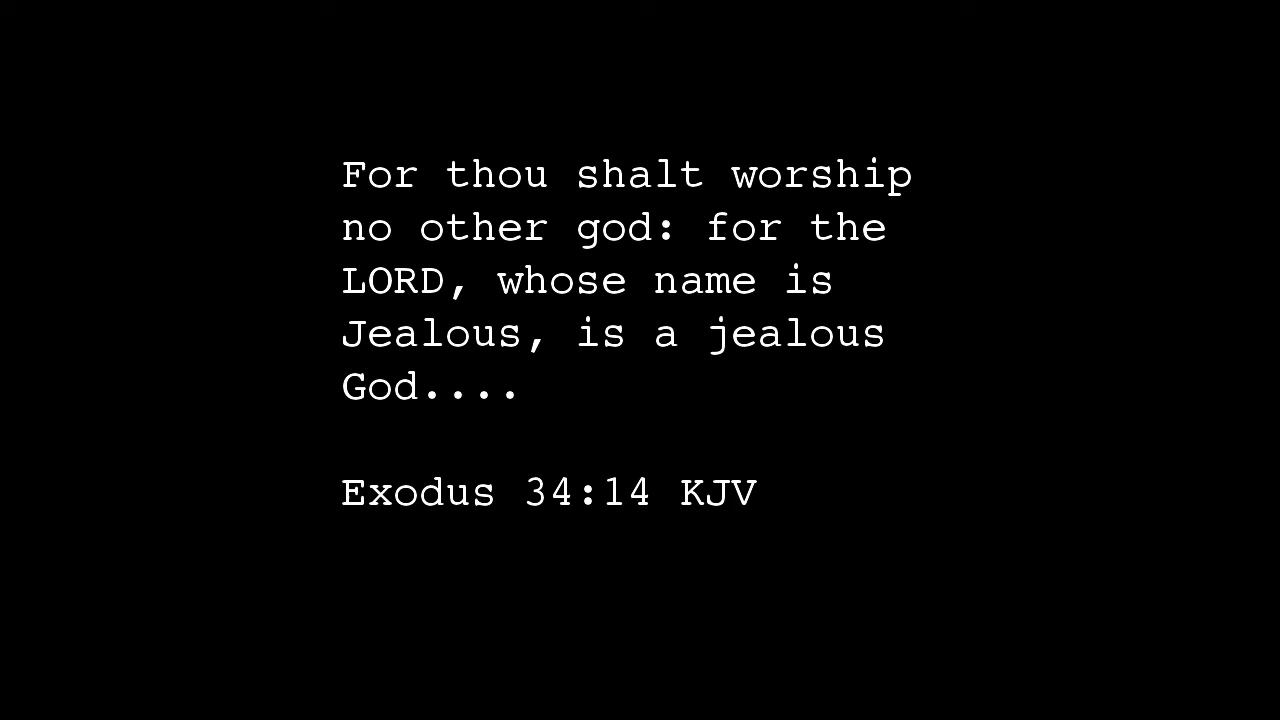 For thou shalt worship
no other god: for the
LORD, whose name is
Jealous, is a jealous
God....
Exodus 34:14 KJV